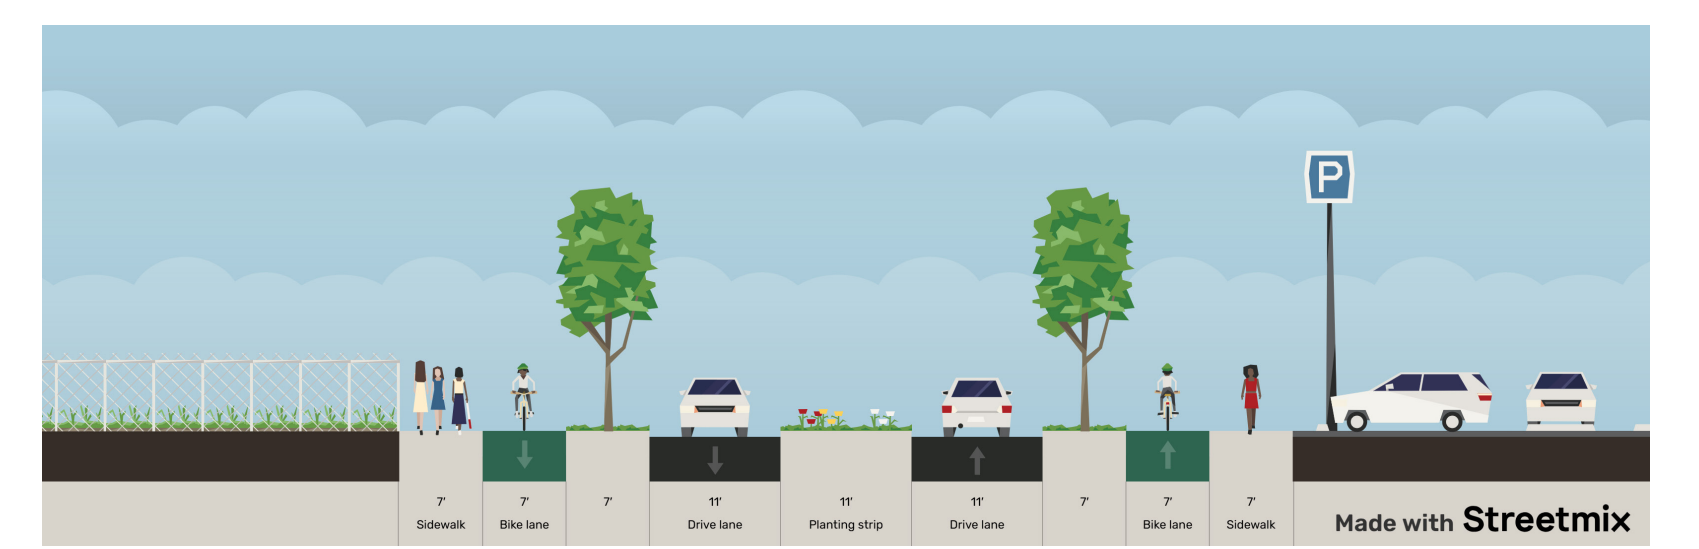 P
7′
Sidewalk
7′
Bike lane
7′
11′
Drive lane
11′
Planting strip
11′
Drive lane
7′
7′
Bike lane
7′
Sidewalk
Made with Streetmix